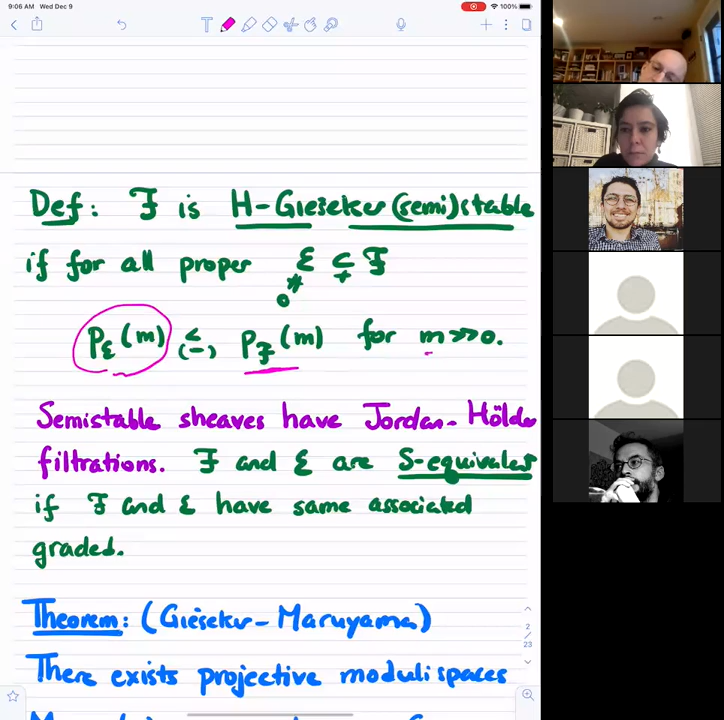 9:06 AM Wed Dec 9
100%
Def: F is H-Gieseker (semi)stable
if for all proper ℰ ⊊ F
≠
0
P_ℰ(m) <(–) P_F(m) for m >> 0.
Semistable sheaves have Jordan-Hölde
filtrations. F and ℰ are S-equivalent
if F and ℰ have same associated
graded.
Theorem: (Gieseker-Maruyama)
2
/
23
There exists projective moduli spaces